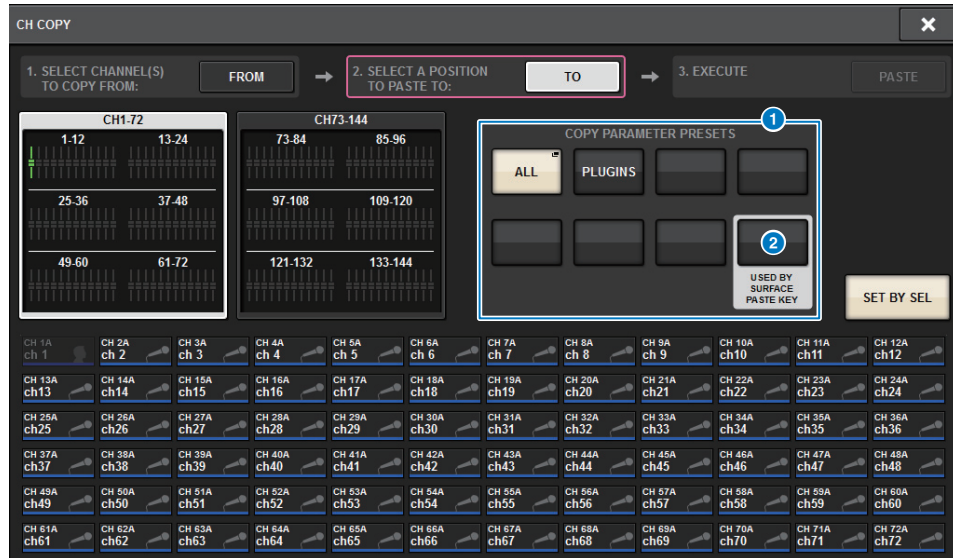 CH COPY
1. SELECT CHANNEL(S)
TO COPY FROM:
FROM
2. SELECT A POSITION
TO PASTE TO:
TO
3. EXECUTE
PASTE
CH1-72
1-12 13-24
25-36 37-48
49-60 61-72
CH73-144
73-84 85-96
97-108 109-120
121-132 133-144
1
COPY PARAMETER PRESETS
ALL
PLUGINS
2
USED BY
SURFACE
PASTE KEY
SET BY SEL
CH 1A CH 2A CH 3A CH 4A CH 5A CH 6A CH 7A CH 8A CH 9A CH 10A CH 11A CH 12A
ch 1 ch 2 ch 3 ch 4 ch 5 ch 6 ch 7 ch 8 ch 9 ch10 ch11 ch12
CH 13A CH 14A CH 15A CH 16A CH 17A CH 18A CH 19A CH 20A CH 21A CH 22A CH 23A CH 24A
ch13 ch14 ch15 ch16 ch17 ch18 ch19 ch20 ch21 ch22 ch23 ch24
CH 25A CH 26A CH 27A CH 28A CH 29A CH 30A CH 31A CH 32A CH 33A CH 34A CH 35A CH 36A
ch25 ch26 ch27 ch28 ch29 ch30 ch31 ch32 ch33 ch34 ch35 ch36
CH 37A CH 38A CH 39A CH 40A CH 41A CH 42A CH 43A CH 44A CH 45A CH 46A CH 47A CH 48A
ch37 ch38 ch39 ch40 ch41 ch42 ch43 ch44 ch45 ch46 ch47 ch48
CH 49A CH 50A CH 51A CH 52A CH 53A CH 54A CH 55A CH 56A CH 57A CH 58A CH 59A CH 60A
ch49 ch50 ch51 ch52 ch53 ch54 ch55 ch56 ch57 ch58 ch59 ch60
CH 61A CH 62A CH 63A CH 64A CH 65A CH 66A CH 67A CH 68A CH 69A CH 70A CH 71A CH 72A
ch61 ch62 ch63 ch64 ch65 ch66 ch67 ch68 ch69 ch70 ch71 ch72